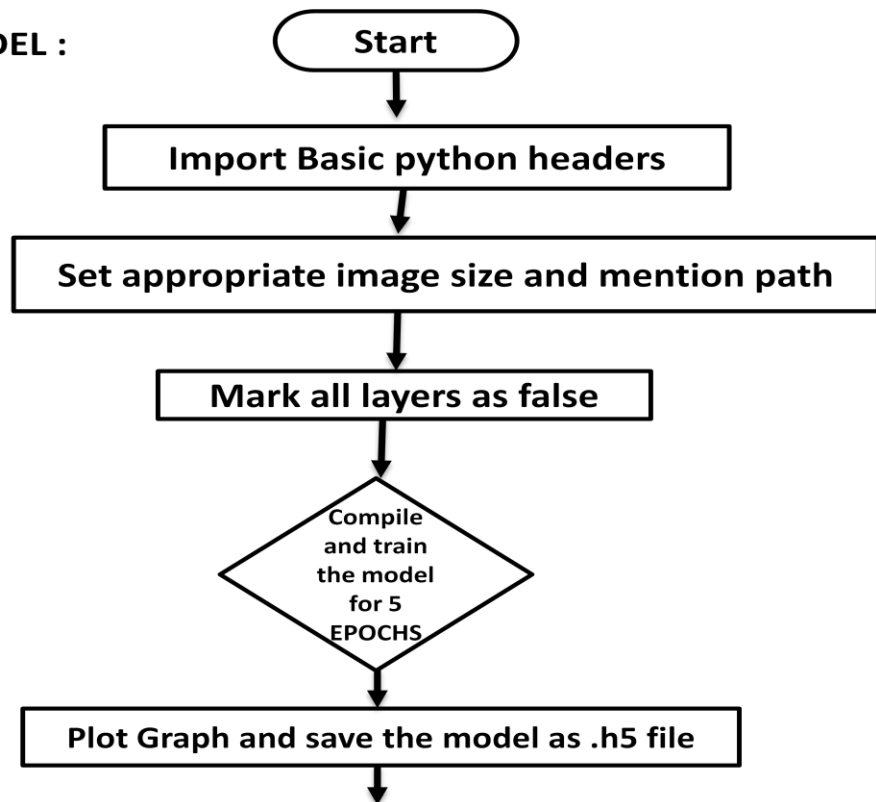 DEL :
Start
Import Basic python headers
Set appropriate image size and mention path
Mark all layers as false
Compile
and train
the model
for 5
EPOCHS
Plot Graph and save the model as .h5 file